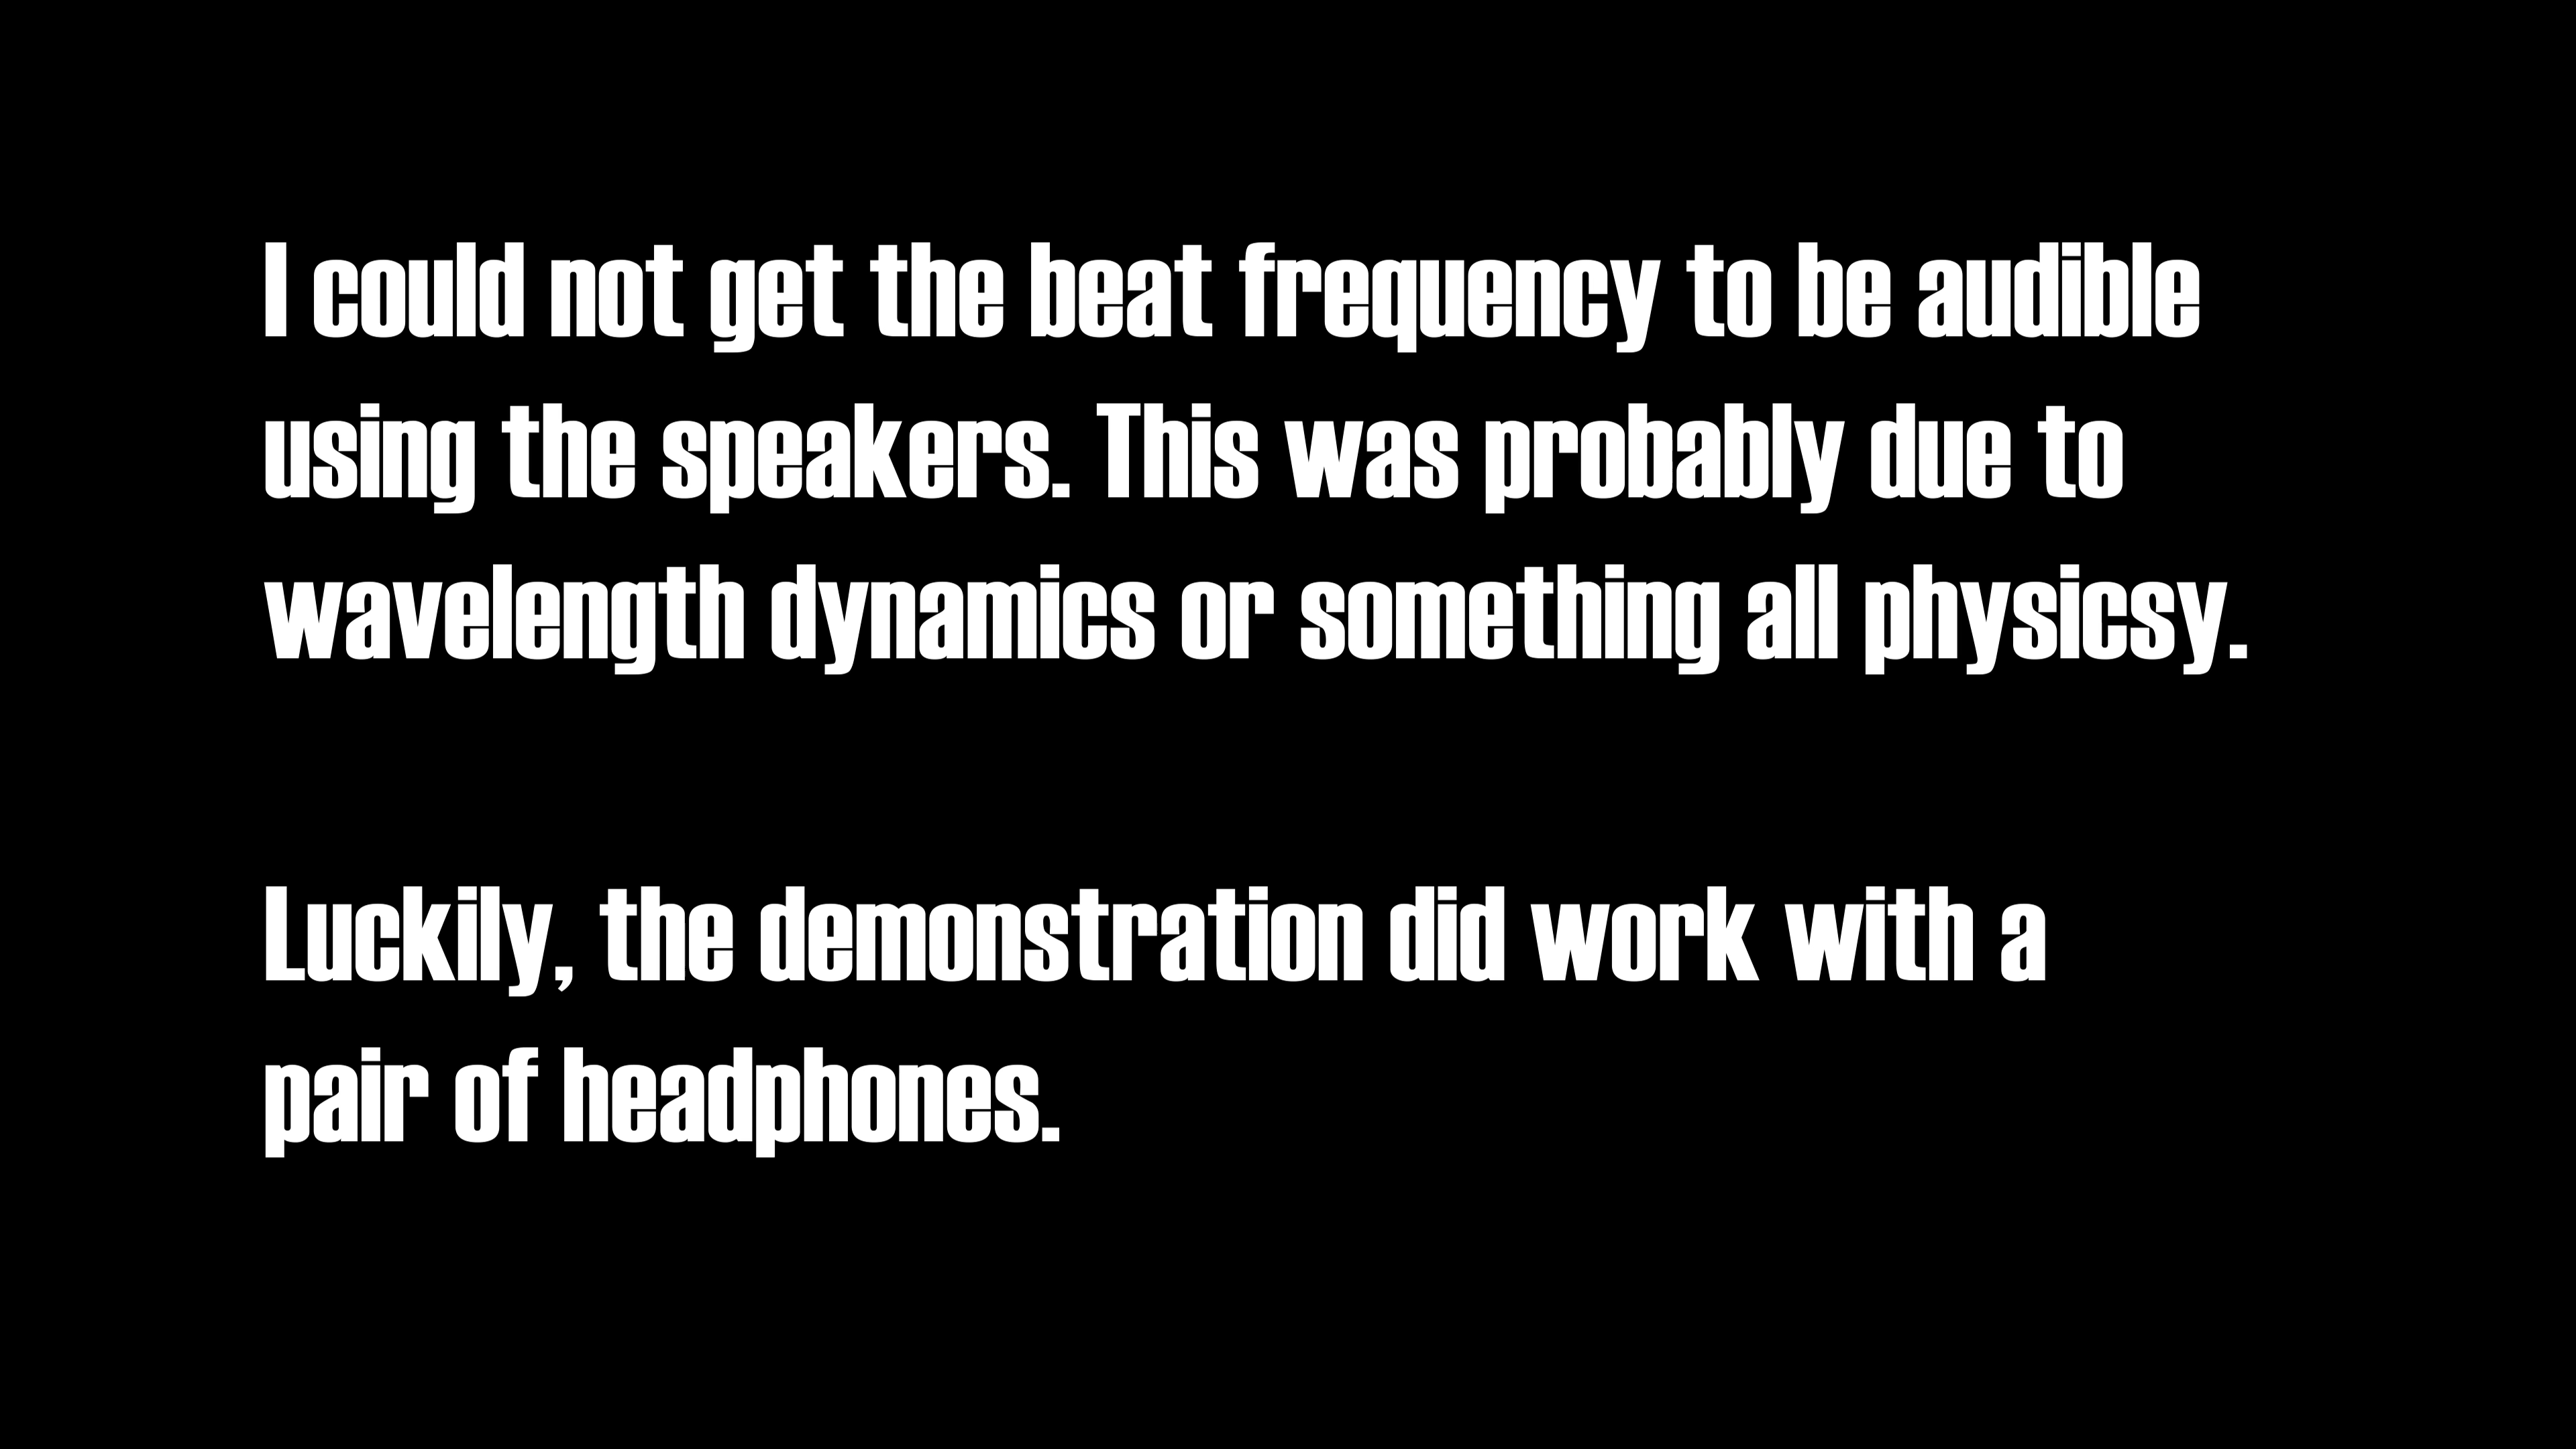 I could not get the beat frequency to be audible
using the speakers. This was probably due to
wavelength dynamics or something all physicsy.
Luckily, the demonstration did work with a
pair of headphones.